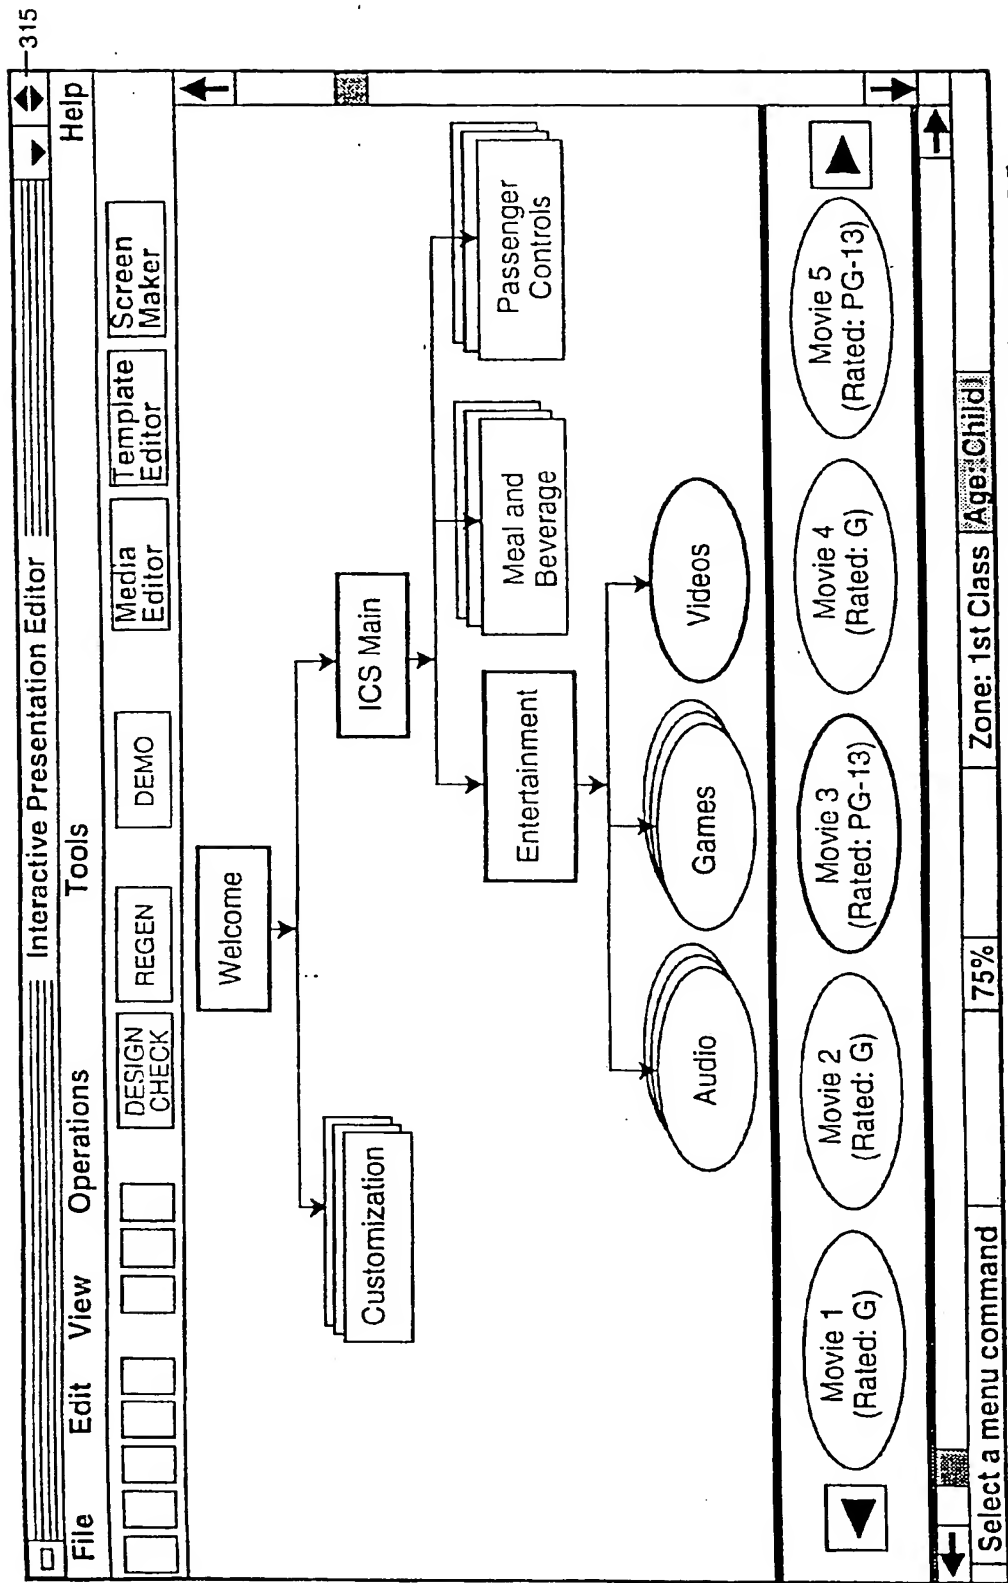 315
Interactive Presentation Editor
File Edit View Operations Tools Help
DESIGN
CHECK
REGEN
DEMO
Media
Editor
Template
Editor
Screen
Maker
Welcome
Customization
ICS Main
Entertainment
Meal and
Beverage
Passenger
Controls
Audio
Games
Videos
Movie 1
(Rated: G)
Movie 2
(Rated: G)
Movie 3
(Rated: PG-13)
Movie 4
(Rated: G)
Movie 5
(Rated: PG-13)
Select a menu command
75%
Zone: 1st Class
Age: Child